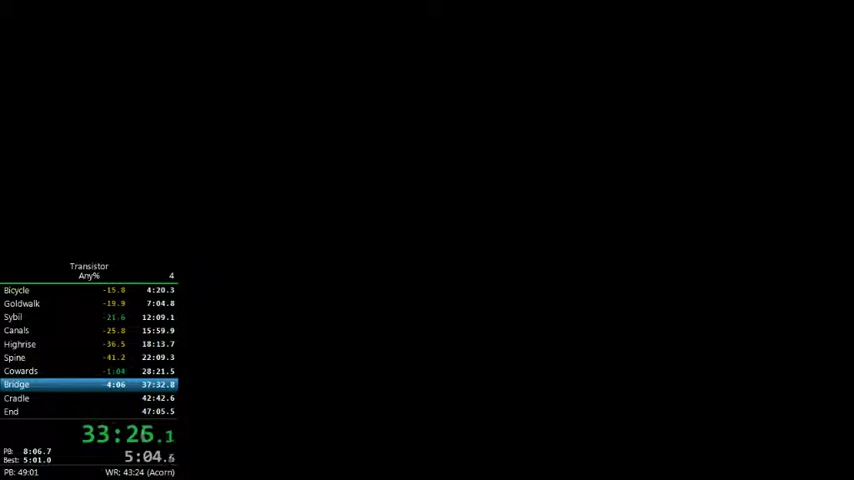 Transistor
Any% 4
Bicycle -15.8 4:20.3
Goldwalk -19.9 7:04.8
Sybil -21.6 12:09.1
Canals -25.8 15:59.9
Highrise -36.5 18:13.7
Spine -41.2 22:09.3
Cowards -1:04 28:21.5
Bridge -4:06 37:32.8
Cradle 42:42.6
End 47:05.5
33:26.1
PB: 8:06.7
Best: 5:01.0 5:04.6
PB: 49:01 WR: 43:24 (Acorn)